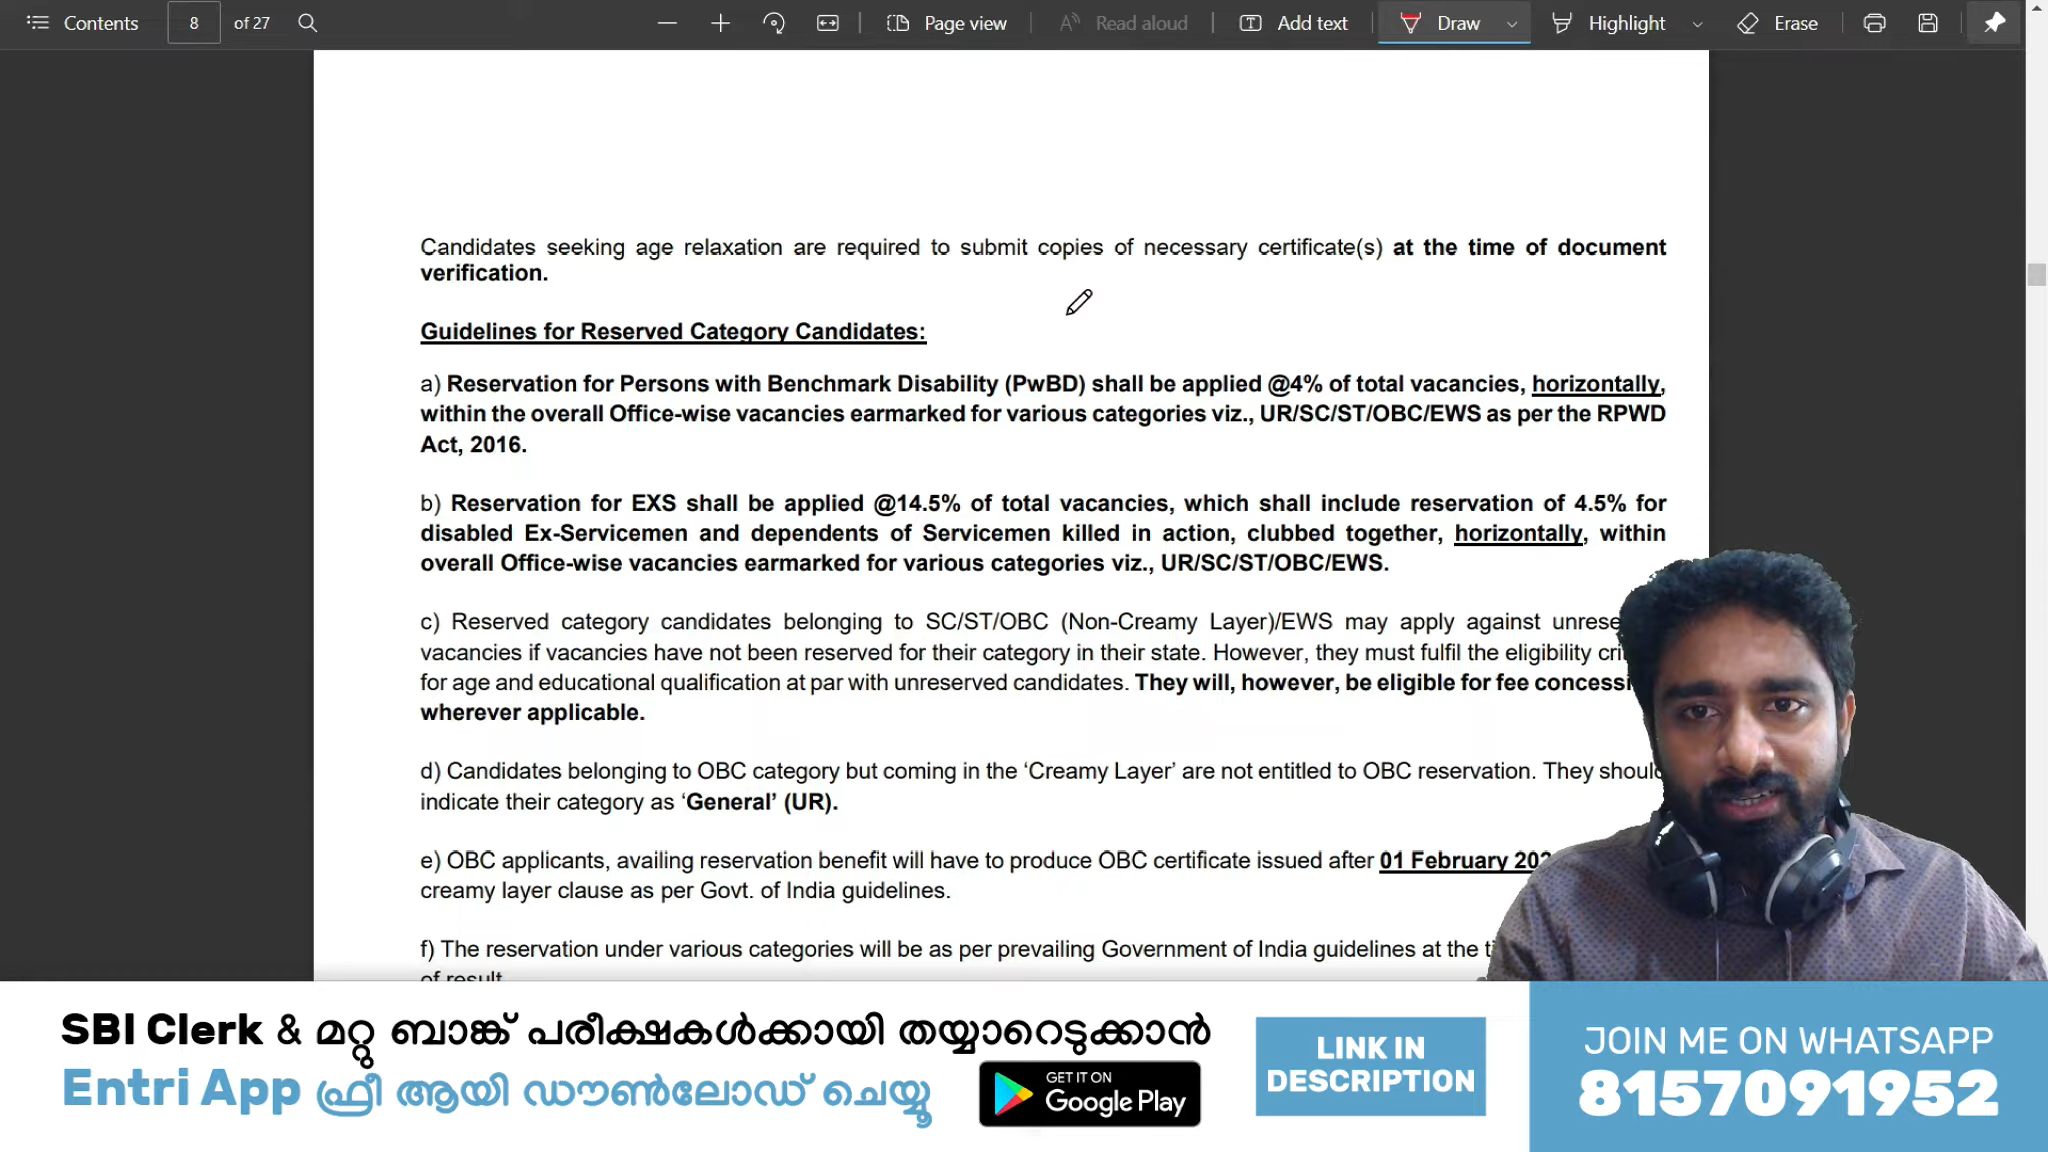 Contents 8 of 27 Page view Read aloud Add text Draw Highlight Erase
Candidates seeking age relaxation are required to submit copies of necessary certificate(s) at the time of document
verification.
Guidelines for Reserved Category Candidates:
a) Reservation for Persons with Benchmark Disability (PwBD) shall be applied @4% of total vacancies, horizontally,
within the overall Office-wise vacancies earmarked for various categories viz., UR/SC/ST/OBC/EWS as per the RPWD
Act, 2016.
b) Reservation for EXS shall be applied @14.5% of total vacancies, which shall include reservation of 4.5% for
disabled Ex-Servicemen and dependents of Servicemen killed in action, clubbed together, horizontally, within
overall Office-wise vacancies earmarked for various categories viz., UR/SC/ST/OBC/EWS.
c) Reserved category candidates belonging to SC/ST/OBC (Non-Creamy Layer)/EWS may apply against
vacancies if vacancies have not been reserved for their category in their state. However, they must fulfil the eligibility
for age and educational qualification at par with unreserved candidates. They will, however, be eligible for fee
wherever applicable.
d) Candidates belonging to OBC category but coming in the ‘Creamy Layer’ are not entitled to OBC reservation. They should
indicate their category as ‘General’ (UR).
e) OBC applicants, availing reservation benefit will have to produce OBC certificate issued after 01 February
creamy layer clause as per Govt. of India guidelines.
f) The reservation under various categories will be as per prevailing Government of India guidelines at the
of result
SBI Clerk & മറ്റു ബാങ്ക് പരീക്ഷകൾക്കായി തയ്യാറെടുക്കാൻ
Entri App ഫ്രീ ആയി ഡൗൺലോഡ് ചെയ്യൂ
GET IT ON
Google Play
LINK IN
DESCRIPTION
JOIN ME ON WHATSAPP
8157091952